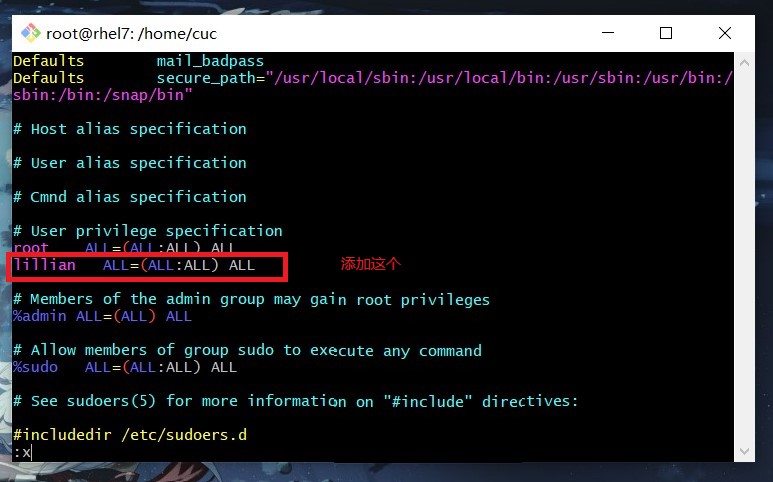 root@rhel7: /home/cuc
Defaults mail_badpass
Defaults secure_path="/usr/local/sbin:/usr/local/bin:/usr/sbin:/usr/bin:/
sbin:/bin:/snap/bin"
# Host alias specification
# User alias specification
# Cmnd alias specification
# User privilege specification
root ALL=(ALL:ALL) ALL
lillian ALL=(ALL:ALL) ALL 添加这个
# Members of the admin group may gain root privileges
%admin ALL=(ALL) ALL
# Allow members of group sudo to execute any command
%sudo ALL=(ALL:ALL) ALL
# See sudoers(5) for more information on "#include" directives:
#includedir /etc/sudoers.d
:x